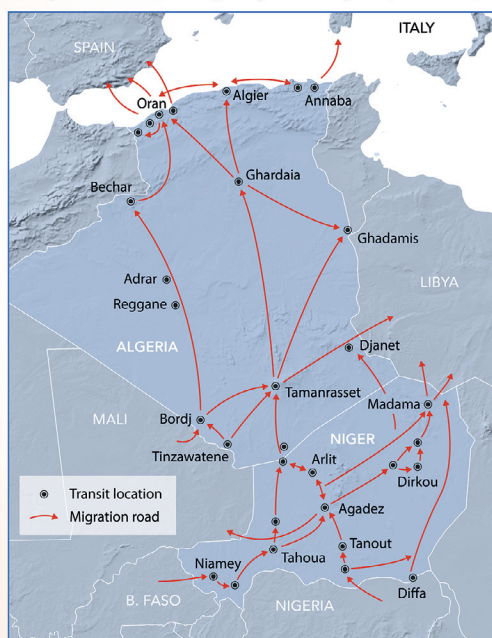 SPAIN
ITALY
Oran
Algier
Annaba
Bechar
Ghardaia
Ghadamis
Adrar
Reggane
LIBYA
ALGERIA
Djanet
Tamanrasset
Madama
MALI
Bordj
Tinzawatene
NIGER
Arlit
Dirkou
Transit location
Migration road
Agadez
Tanout
Niamey
Tahoua
Diffa
B. FASO
NIGERIA